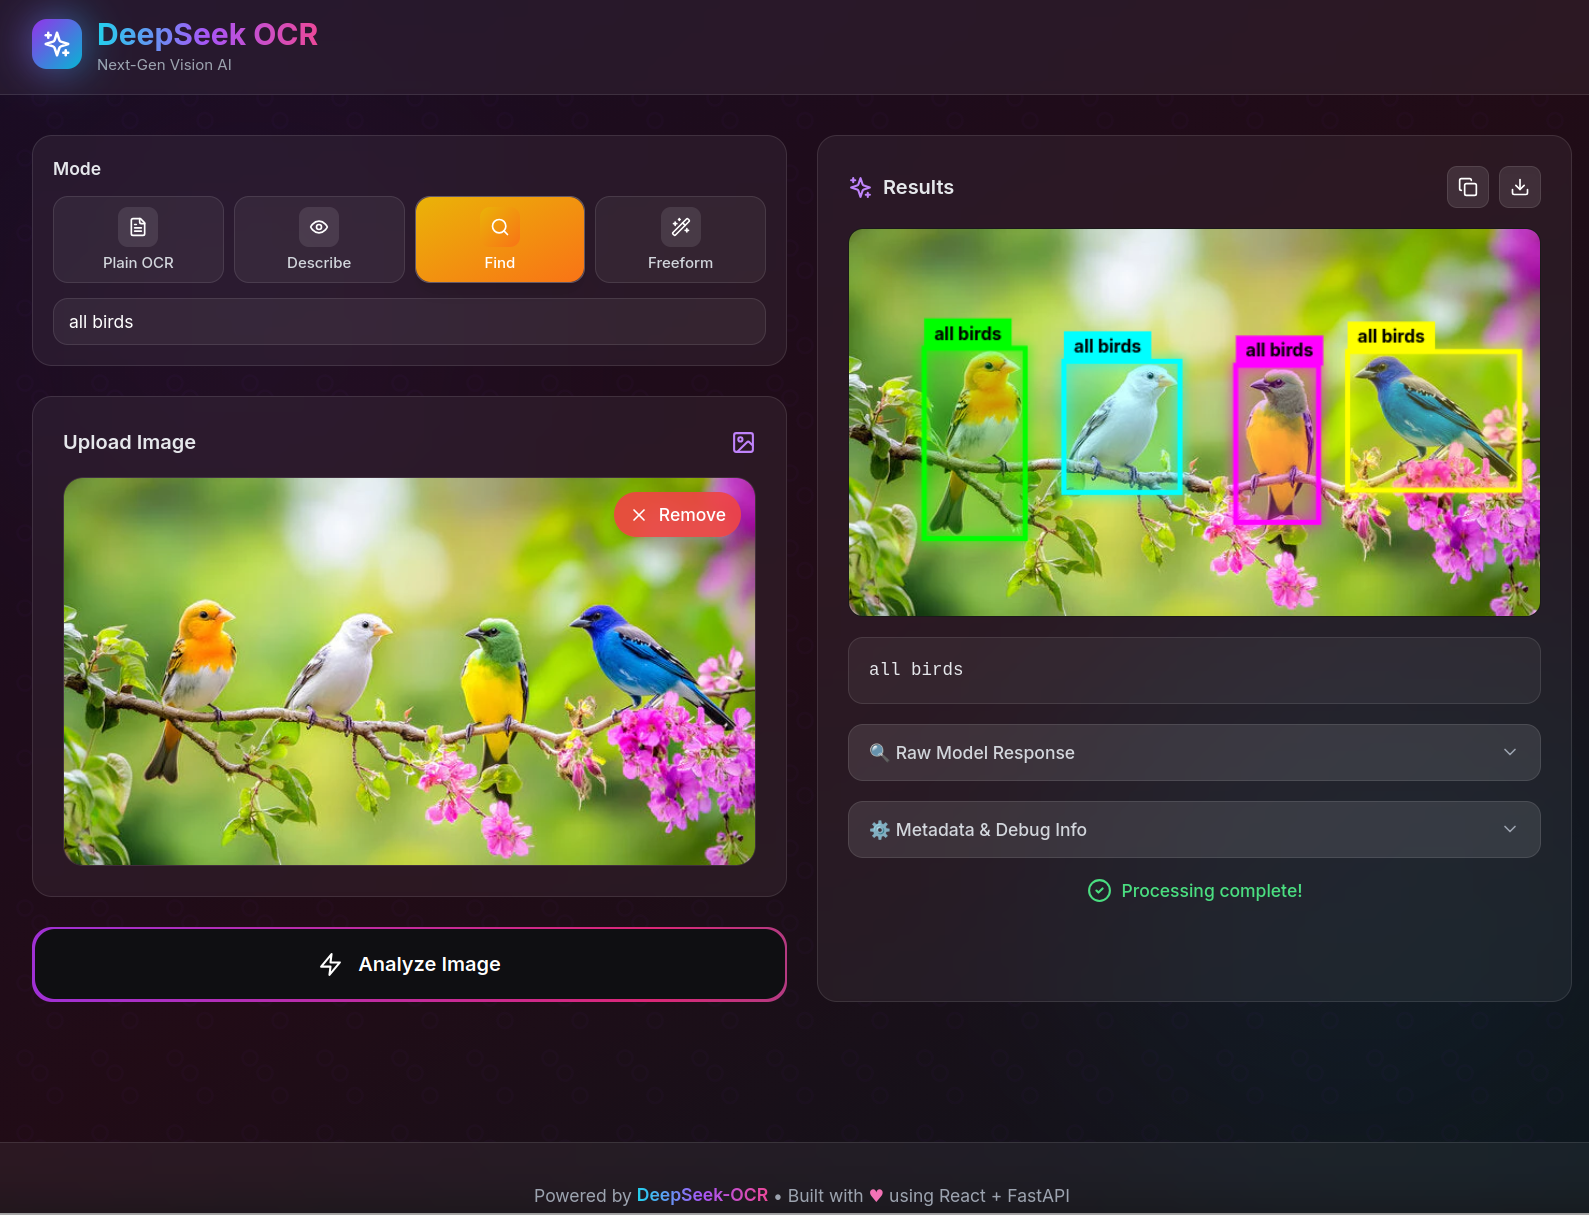 DeepSeek OCR
Next-Gen Vision AI
Mode
Plain OCR
Describe
Find
Freeform
all birds
Upload Image
Remove
Analyze Image
Results
all birds
all birds
all birds
all birds
all birds
🔍 Raw Model Response
⚙️ Metadata & Debug Info
Processing complete!
Powered by DeepSeek-OCR • Built with ♥ using React + FastAPI